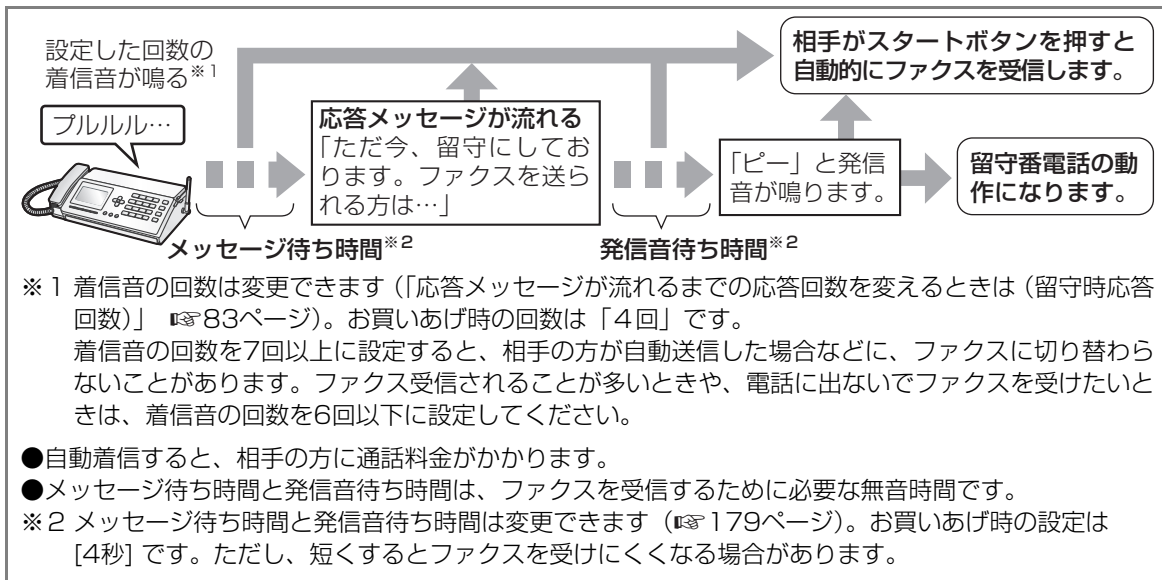 設定した回数の
着信音が鳴る※1
プルルル…
メッセージ待ち時間※2
応答メッセージが流れる
「ただ今、留守にしてお
ります。ファクスを送ら
れる方は…」
発信音待ち時間※2
「ピー」と発信
音が鳴ります。
相手がスタートボタンを押すと
自動的にファクスを受信します。
留守番電話の動
作になります。
※1 着信音の回数は変更できます(「応答メッセージが流れるまでの応答回数を変えるときは(留守時応答
回数)」 ☞83ページ)。お買いあげ時の回数は「4回」です。
着信音の回数を7回以上に設定すると、相手の方が自動送信した場合などに、ファクスに切り替わら
ないことがあります。ファクス受信されることが多いときや、電話に出ないでファクスを受けたいと
きは、着信音の回数を6回以下に設定してください。
●自動着信すると、相手の方に通話料金がかかります。
●メッセージ待ち時間と発信音待ち時間は、ファクスを受信するために必要な無音時間です。
※2 メッセージ待ち時間と発信音待ち時間は変更できます(☞179ページ)。お買いあげ時の設定は
[4秒] です。ただし、短くするとファクスを受けにくくなる場合があります。